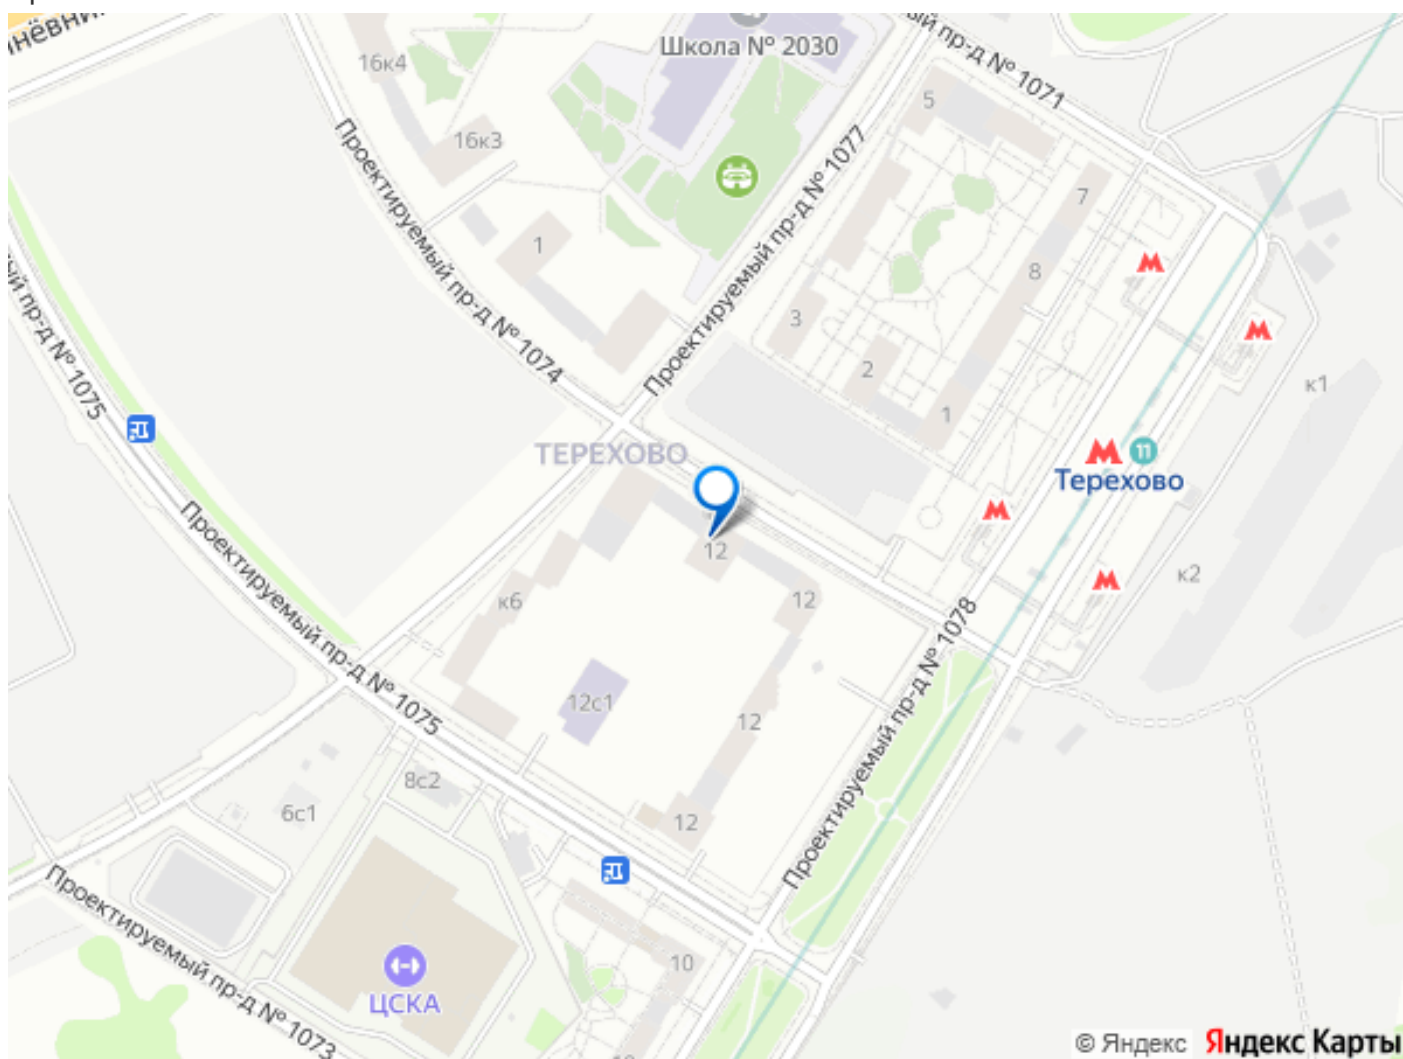 нёвни
Школа № 2030
ый пр-д № 1071
16к4
5
16к3
Проектируемый пр-д № 1074
Проектируемый пр-д № 1077
7
1
8
3
2
1
к1
ый пр-д № 1075
ТЕРЕХОВО
11
Терехово
12
к2
к6
12
Проектируемый пр-д № 1075
Проектируемый пр-д № 1078
12с1
12
8с2
6с1
12
Проектируемый пр-д № 1073
10
ЦСКА
© Яндекс Яндекс Карты